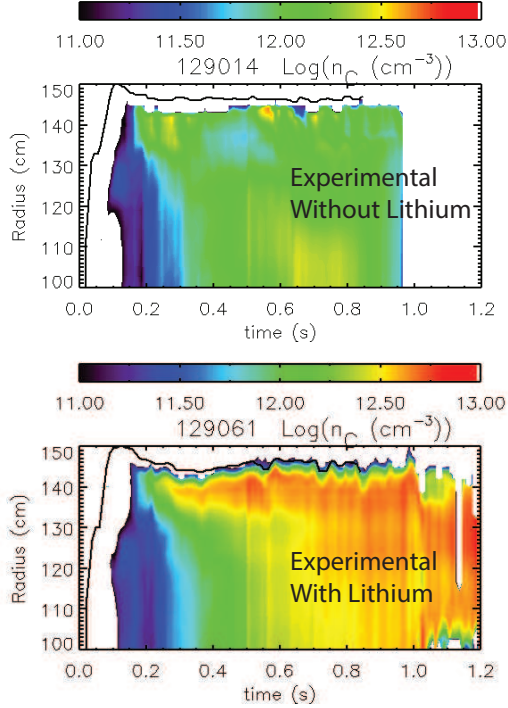 11.00 11.50 12.00 12.50 13.00
129014 Log(n_C (cm⁻³)
Radius (cm)
150
140
130
120
110
100
Experimental
Without Lithium
0.0 0.2 0.4 0.6 0.8 1.0 1.2
time (s)
11.00 11.50 12.00 12.50 13.00
129061 Log(n_C (cm⁻³)
Radius (cm)
150
140
130
120
110
100
Experimental
With Lithium
0.0 0.2 0.4 0.6 0.8 1.0 1.2
time (s)